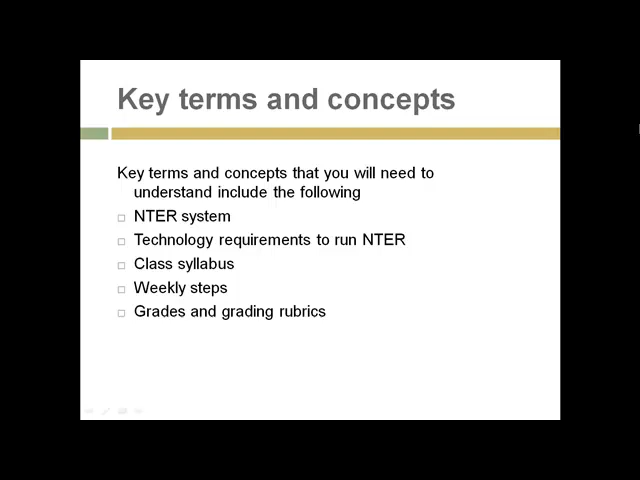 Key terms and concepts
Key terms and concepts that you will need to
understand include the following
NTER system
Technology requirements to run NTER
Class syllabus
Weekly steps
Grades and grading rubrics